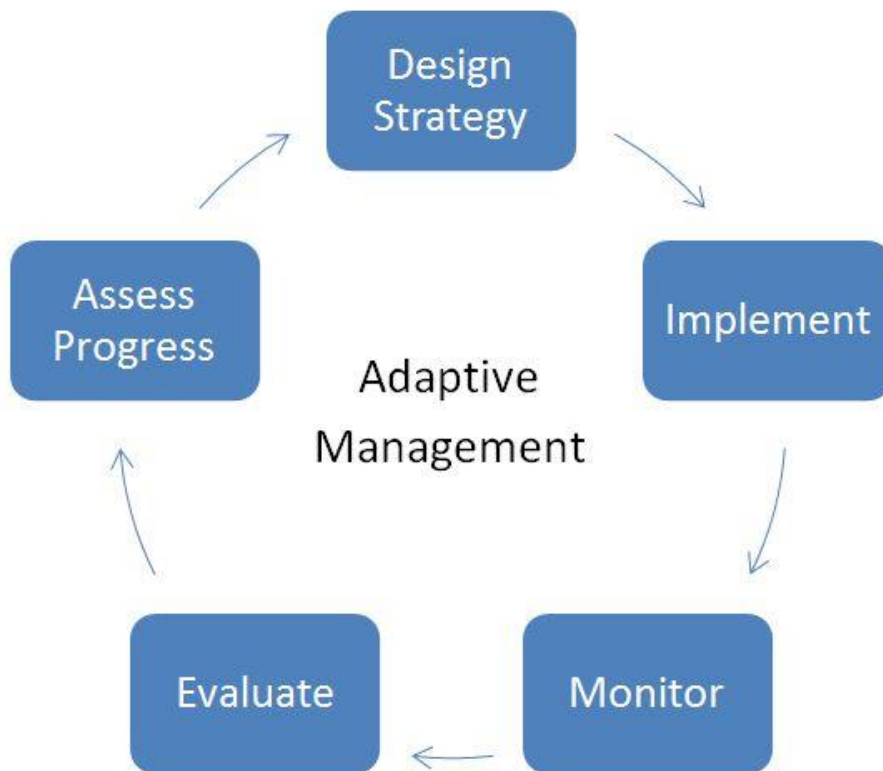 Design
Strategy
Implement
Monitor
Evaluate
Assess
Progress
Adaptive
Management